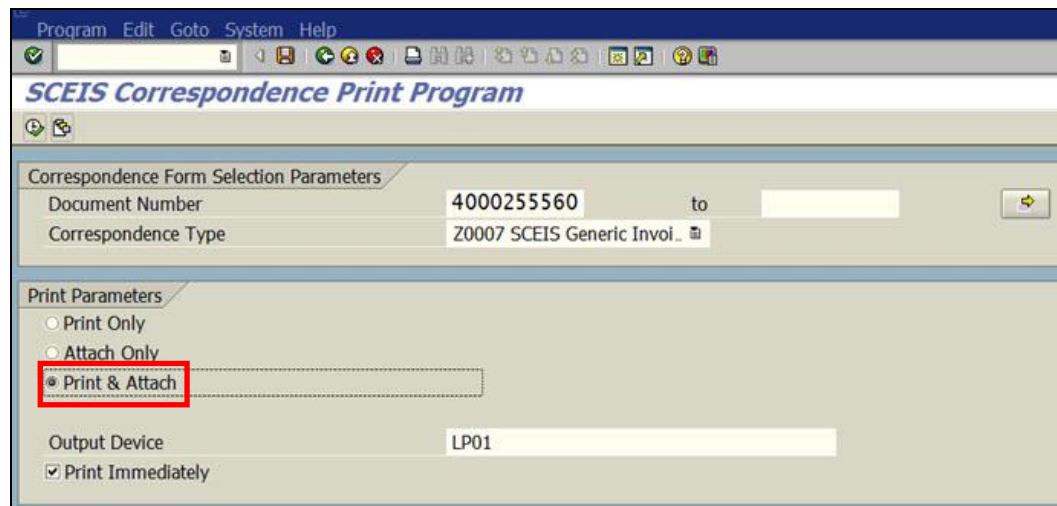 Program Edit Goto System Help
SCEIS Correspondence Print Program
Correspondence Form Selection Parameters
Document Number 4000255560 to
Correspondence Type Z0007 SCEIS Generic Invoi..
Print Parameters
Print Only
Attach Only
Print & Attach
Output Device LP01
Print Immediately